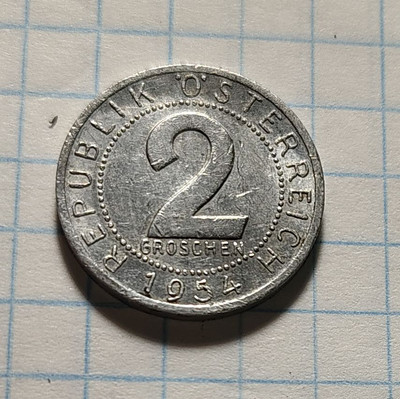 REPUBLIK ÖSTERREICH
2
GROSCHEN
1954